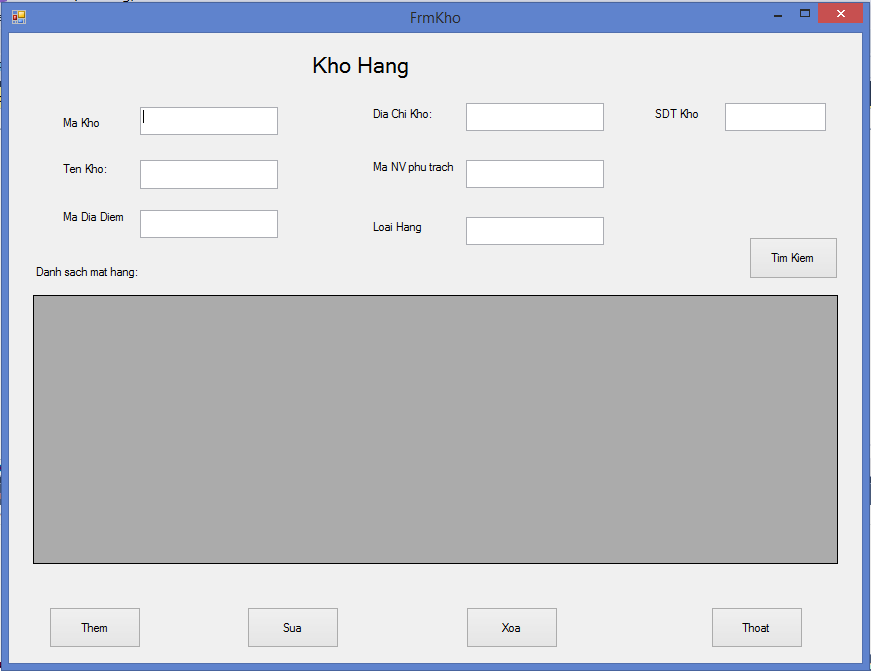 FrmKho
Kho Hang
Ma Kho
Dia Chi Kho:
SDT Kho
Ten Kho:
Ma NV phu trach
Ma Dia Diem
Loai Hang
Tim Kiem
Danh sach mat hang:
Them
Sua
Xoa
Thoat